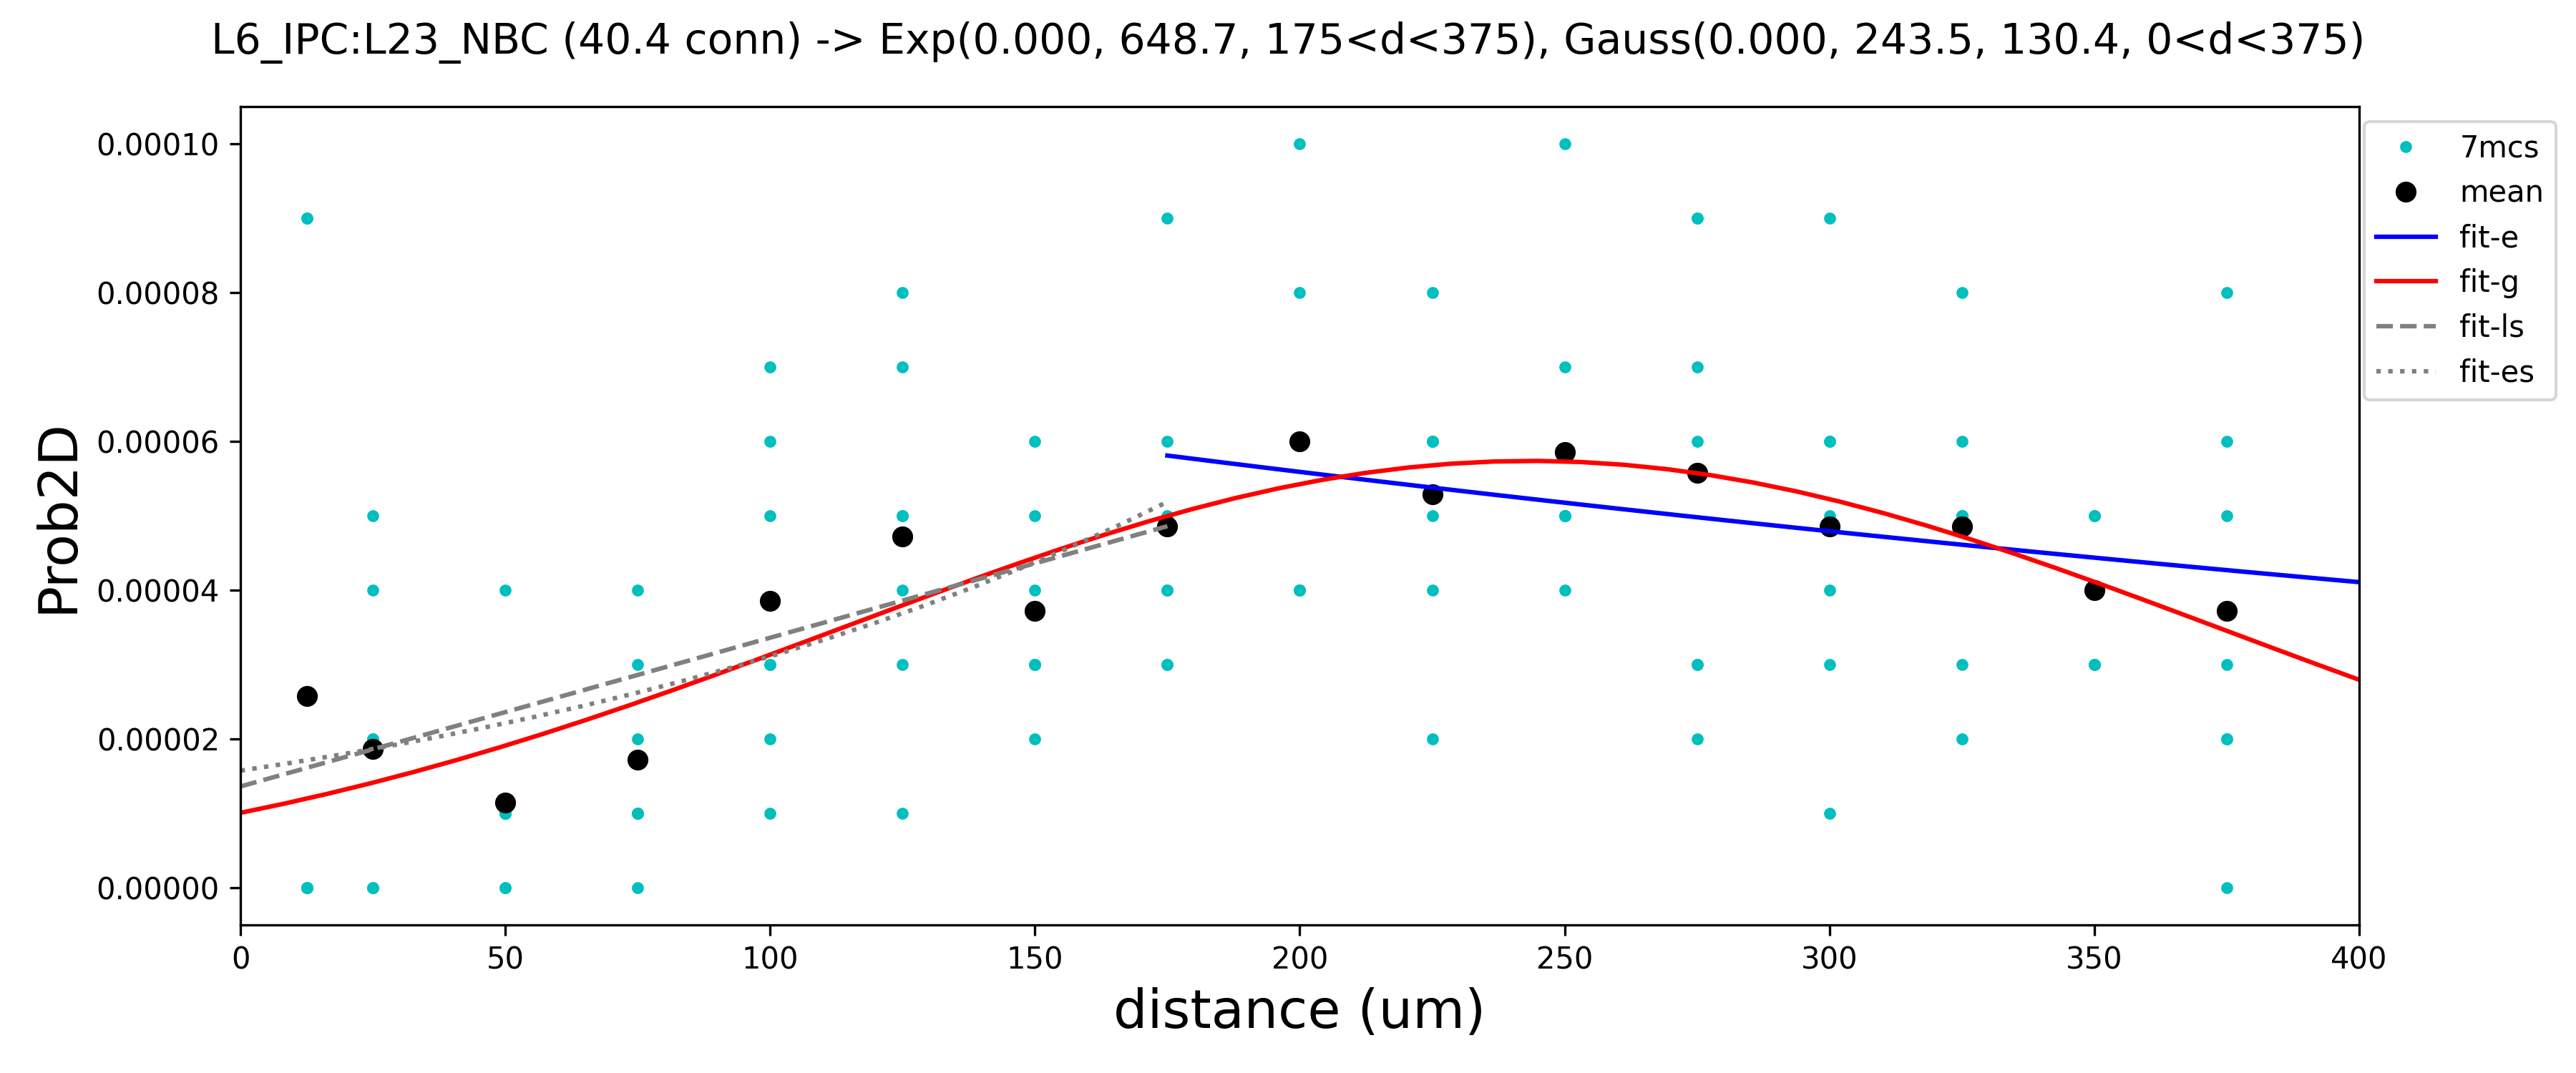 L6_IPC:L23_NBC (40.4 conn) -> Exp(0.000, 648.7, 175<d<375), Gauss(0.000, 243.5, 130.4, 0<d<375)
0.00010
0.00008
0.00006
0.00004
0.00002
0.00000
Prob2D
0 50 100 150 200 250 300 350 400
distance (um)
7mcs
mean
fit-e
fit-g
fit-ls
fit-es